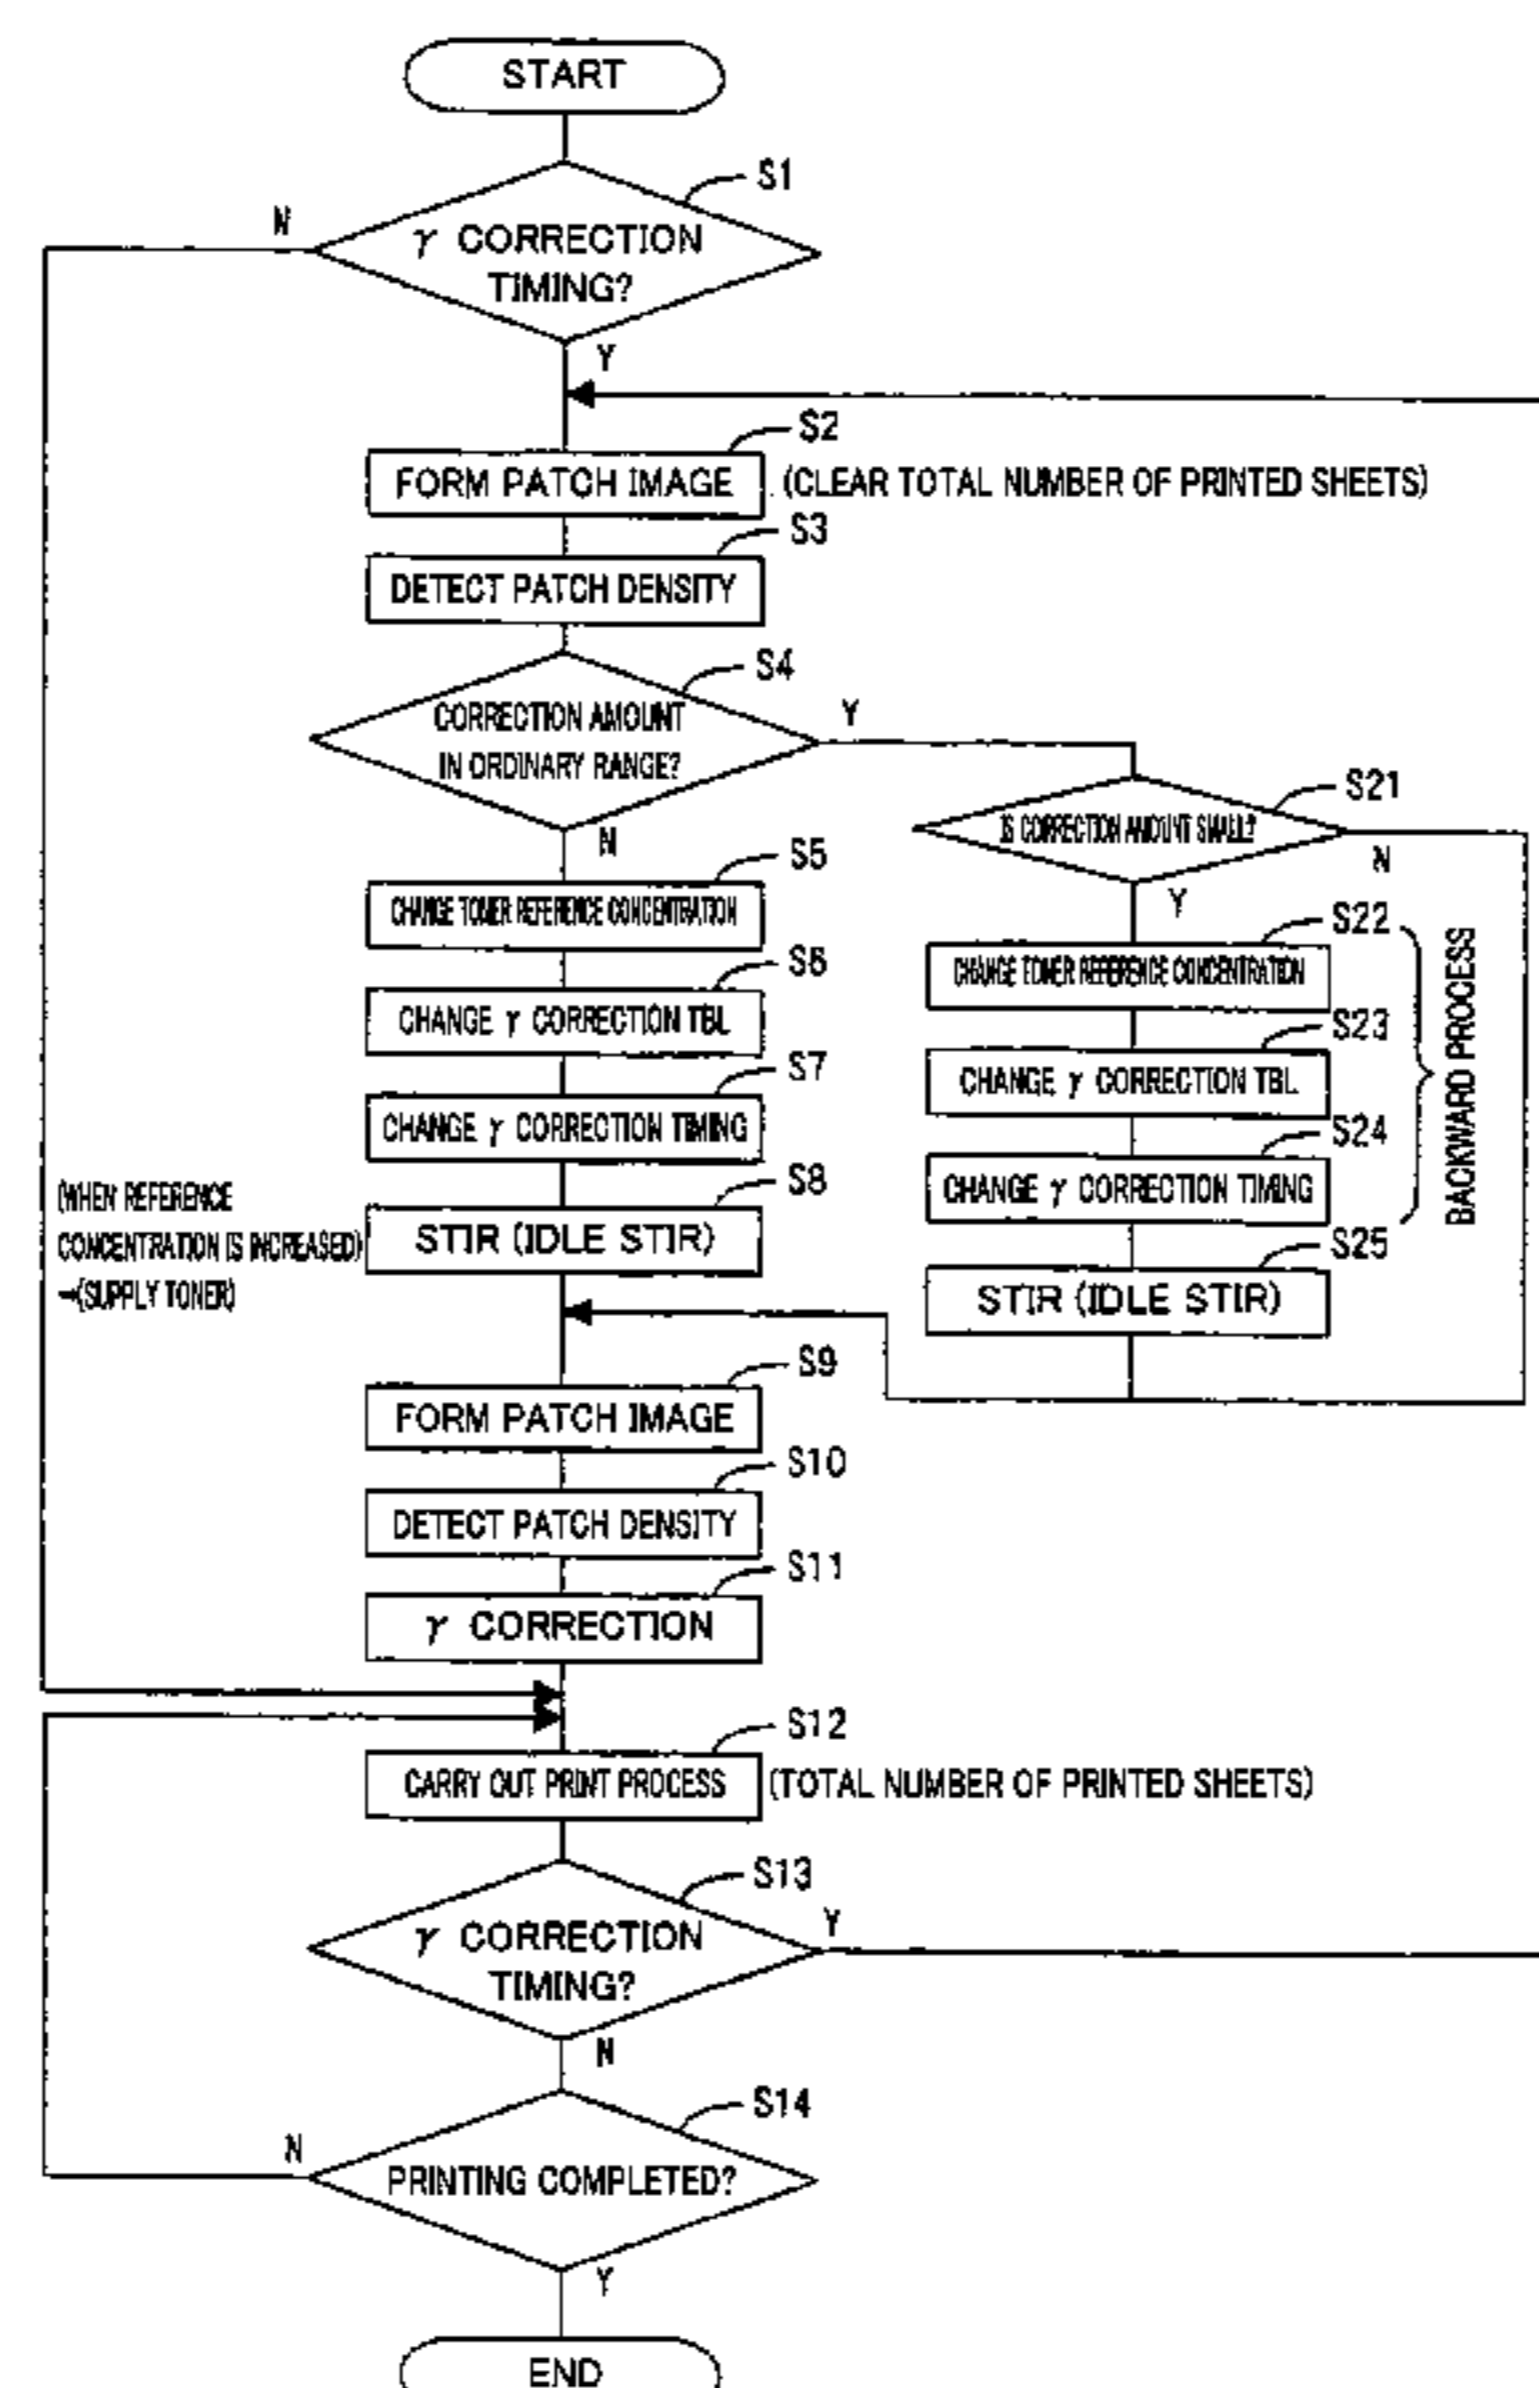 START
S1
N
γ CORRECTION
TIMING?
Y
S2
FORM PATCH IMAGE
(CLEAR TOTAL NUMBER OF PRINTED SHEETS)
S3
DETECT PATCH DENSITY
S4
CORRECTION AMOUNT
IN ORDINARY RANGE?
Y
N
S21
IS CORRECTION AMOUNT SMALL?
N
Y
S5
CHANGE TONER REFERENCE CONCENTRATION
S6
CHANGE γ CORRECTION TBL
S7
CHANGE γ CORRECTION TIMING
S8
STIR (IDLE STIR)
(WHEN REFERENCE
CONCENTRATION IS INCREASED)
→(SUPPLY TONER)
S22
CHANGE TONER REFERENCE CONCENTRATION
S23
CHANGE γ CORRECTION TBL
S24
CHANGE γ CORRECTION TIMING
BACKWARD PROCESS
S25
STIR (IDLE STIR)
S9
FORM PATCH IMAGE
S10
DETECT PATCH DENSITY
S11
γ CORRECTION
S12
CARRY OUT PRINT PROCESS
(TOTAL NUMBER OF PRINTED SHEETS)
S13
γ CORRECTION
TIMING?
Y
N
S14
N
PRINTING COMPLETED?
Y
END